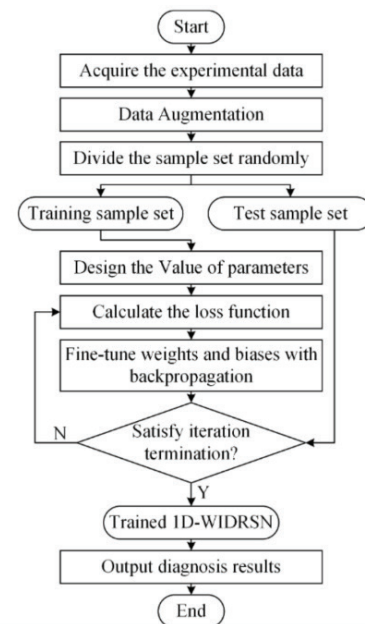 Start
Acquire the experimental data
Data Augmentation
Divide the sample set randomly
Training sample set
Test sample set
Design the Value of parameters
Calculate the loss function
Fine-tune weights and biases with
backpropagation
N
Satisfy iteration
termination?
Y
Trained 1D-WIDRSN
Output diagnosis results
End